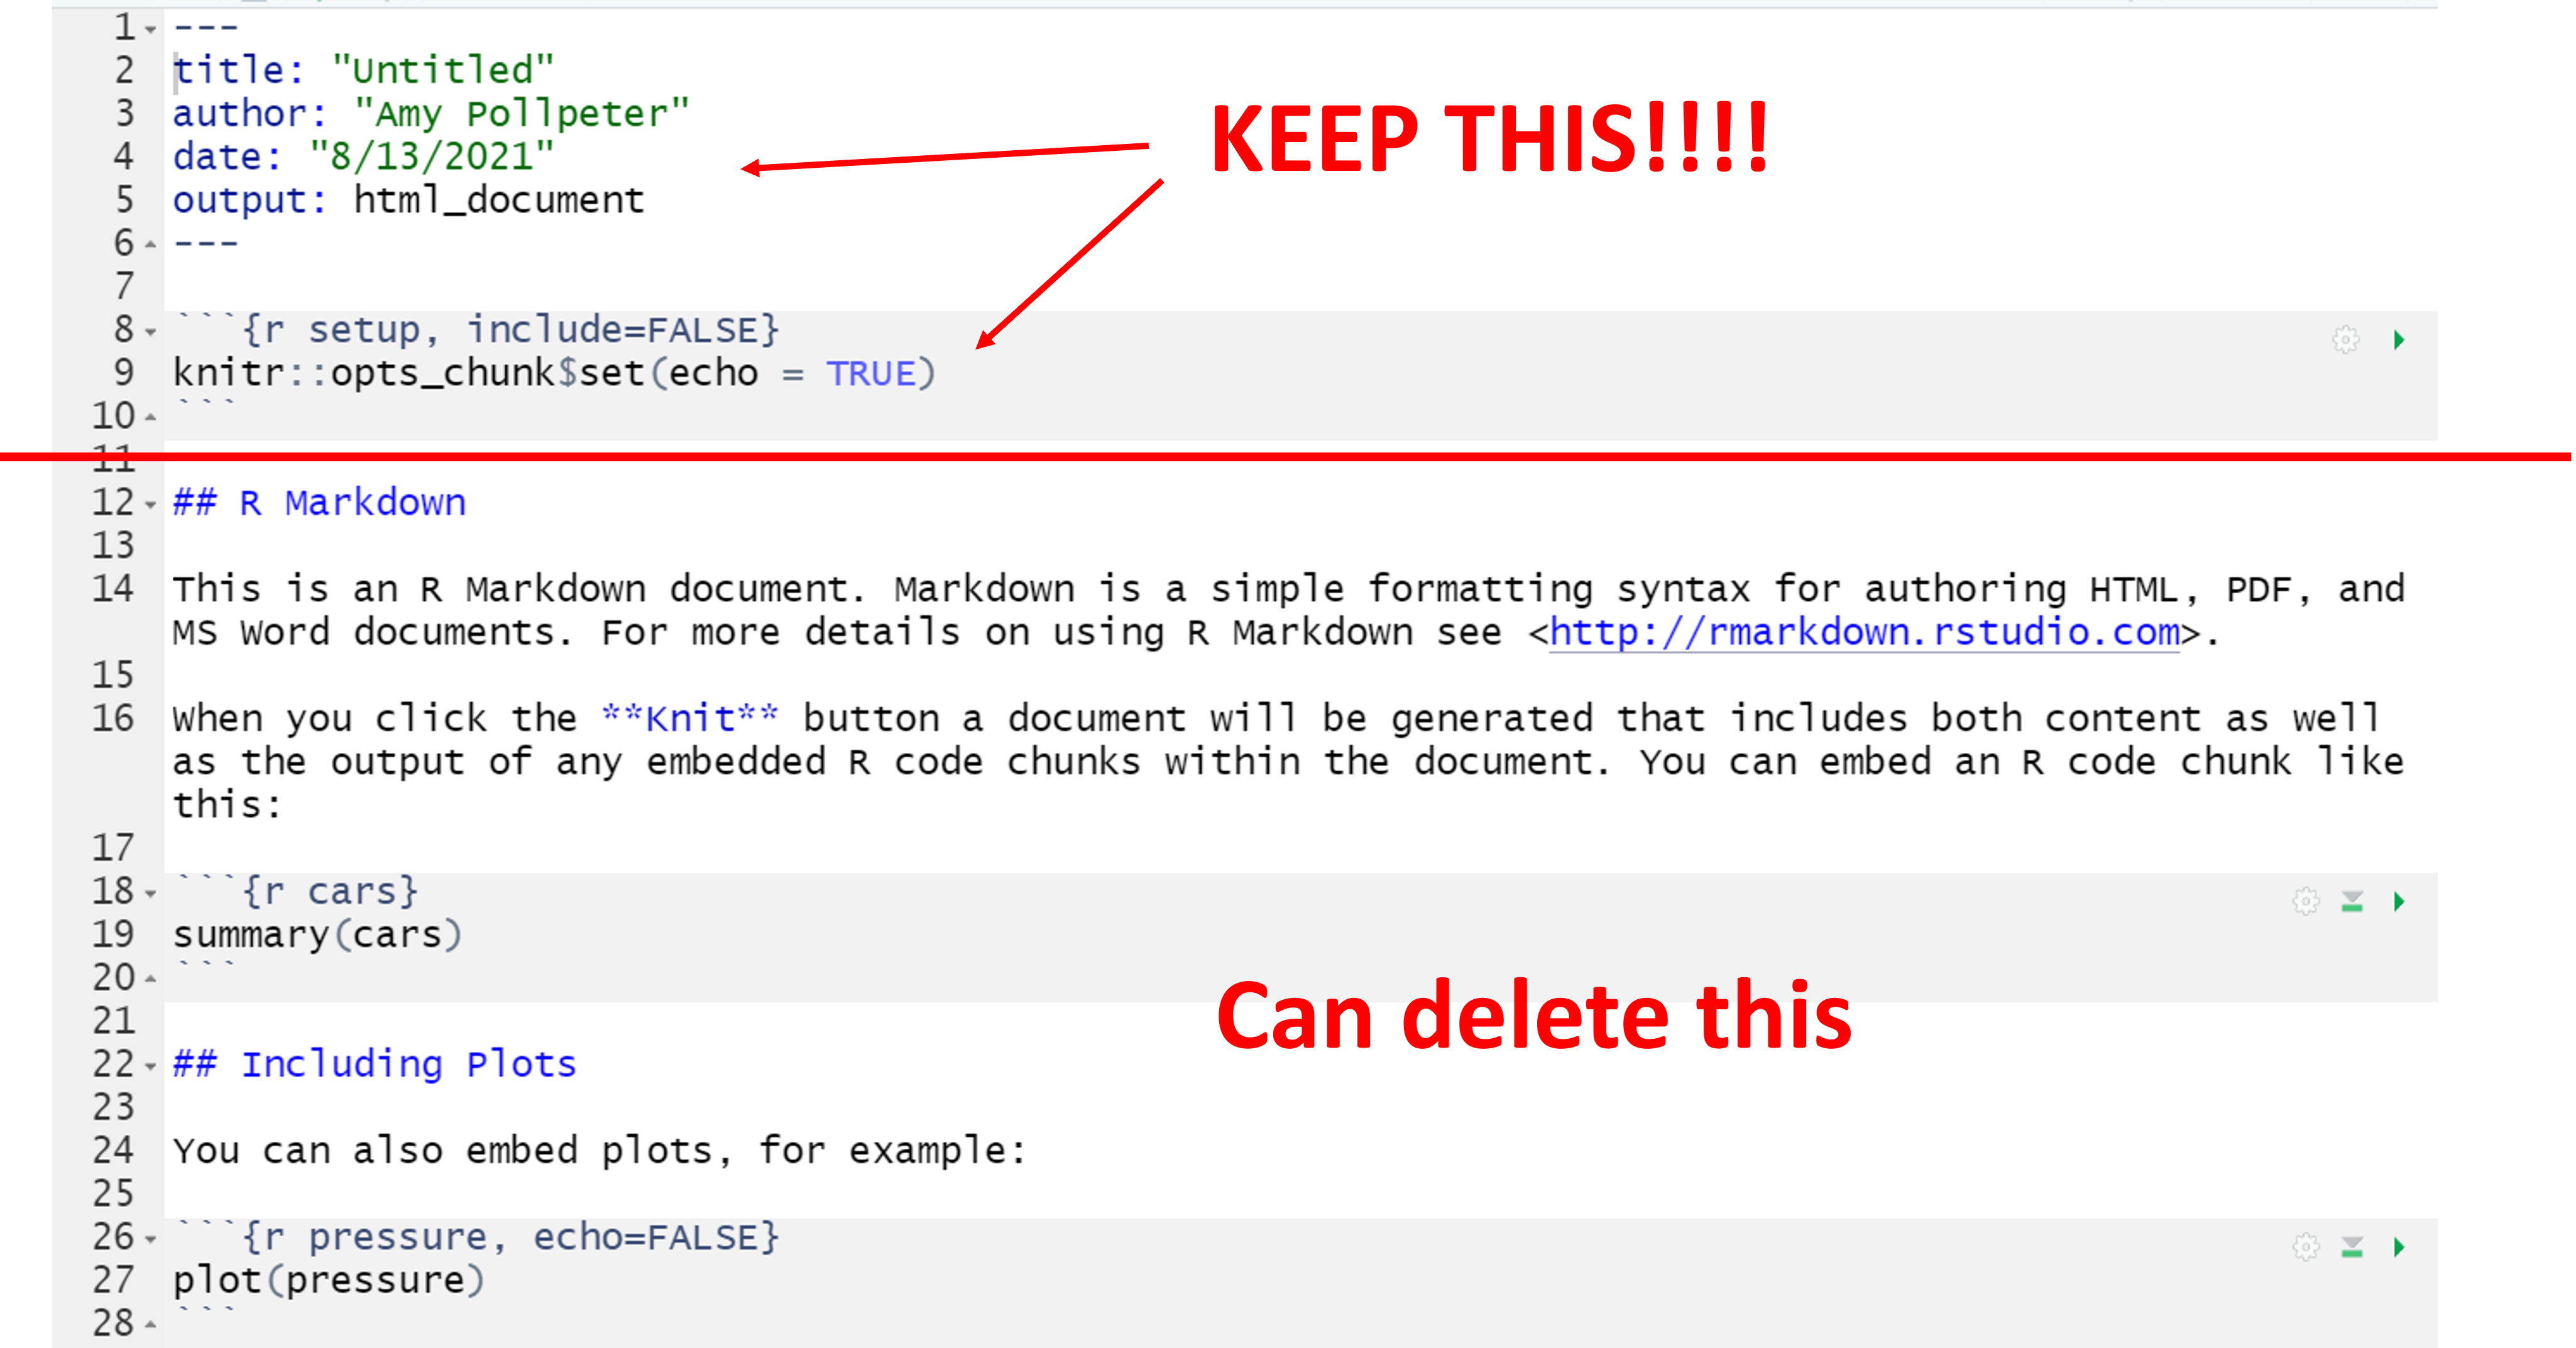 1 ---
2 title: "Untitled"
3 author: "Amy Pollpeter"
KEEP THIS!!!!
4 date: "8/13/2021"
5 output: html_document
6 ---
7
8 ```{r setup, include=FALSE}
9 knitr::opts_chunk$set(echo = TRUE)
10 ```
11
12 ## R Markdown
13
14 This is an R Markdown document. Markdown is a simple formatting syntax for authoring HTML, PDF, and
MS Word documents. For more details on using R Markdown see <http://rmarkdown.rstudio.com>.
15
16 When you click the **Knit** button a document will be generated that includes both content as well
as the output of any embedded R code chunks within the document. You can embed an R code chunk like
this:
17
18 ```{r cars}
19 summary(cars)
20 ```
Can delete this
21
22 ## Including Plots
23
24 You can also embed plots, for example:
25
26 ```{r pressure, echo=FALSE}
27 plot(pressure)
28 ```